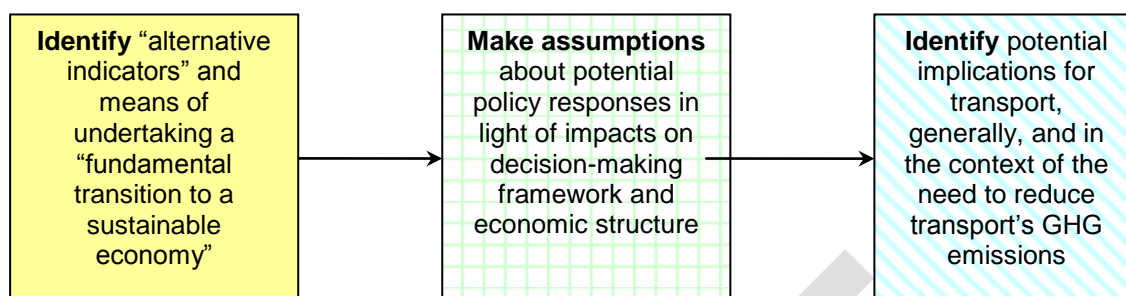 Identify “alternative
indicators” and
means of
undertaking a
“fundamental
transition to a
sustainable
economy”
Make assumptions
about potential
policy responses in
light of impacts on
decision-making
framework and
economic structure
Identify potential
implications for
transport,
generally, and in
the context of the
need to reduce
transport’s GHG
emissions